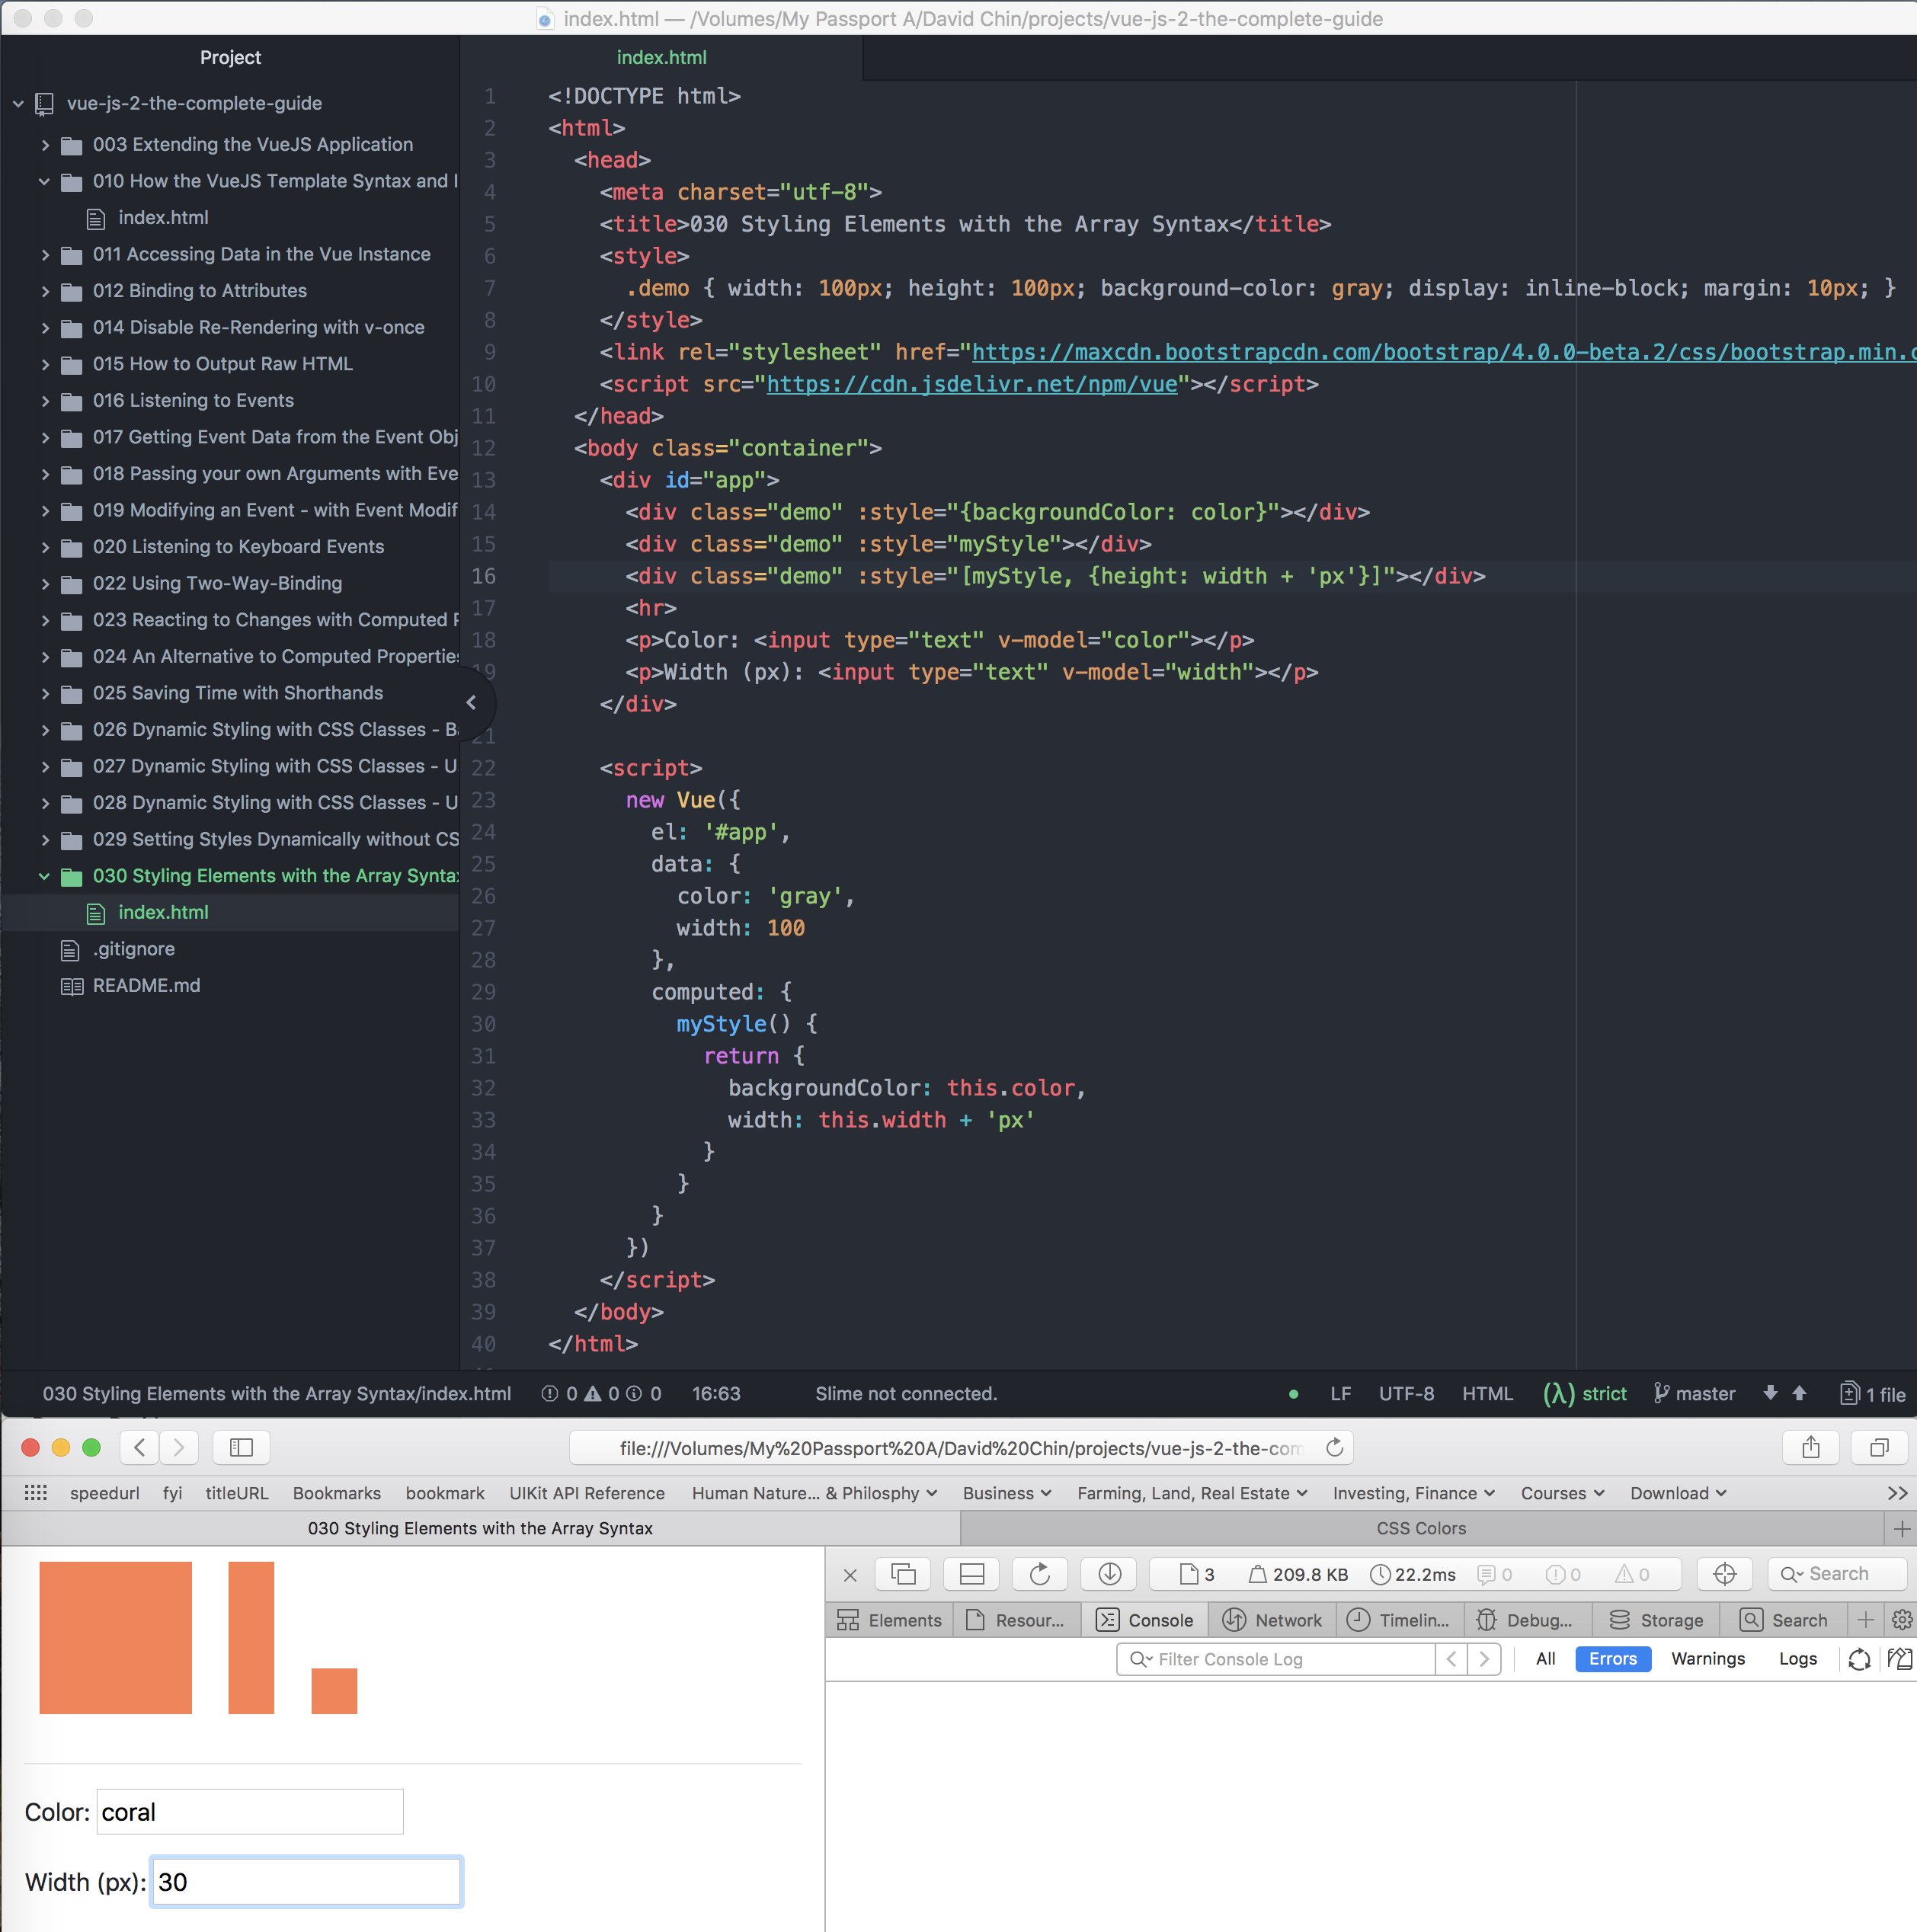 index.html — /Volumes/My Passport A/David Chin/projects/vue-js-2-the-complete-guide
Project
vue-js-2-the-complete-guide
003 Extending the VueJS Application
010 How the VueJS Template Syntax and
index.html
011 Accessing Data in the Vue Instance
012 Binding to Attributes
014 Disable Re-Rendering with v-once
015 How to Output Raw HTML
016 Listening to Events
017 Getting Event Data from the Event Obj
018 Passing your own Arguments with Eve
019 Modifying an Event - with Event Modif
020 Listening to Keyboard Events
022 Using Two-Way-Binding
023 Reacting to Changes with Computed
024 An Alternative to Computed Properties
025 Saving Time with Shorthands
026 Dynamic Styling with CSS Classes - B
027 Dynamic Styling with CSS Classes - U
028 Dynamic Styling with CSS Classes - U
029 Setting Styles Dynamically without CS
030 Styling Elements with the Array Syntax
index.html
.gitignore
README.md
index.html
1 <!DOCTYPE html>
2 <html>
3 <head>
4 <meta charset="utf-8">
5 <title>030 Styling Elements with the Array Syntax</title>
6 <style>
7 .demo { width: 100px; height: 100px; background-color: gray; display: inline-block; margin: 10px; }
8 </style>
9 <link rel="stylesheet" href="https://maxcdn.bootstrapcdn.com/bootstrap/4.0.0-beta.2/css/bootstrap.min.c
10 <script src="https://cdn.jsdelivr.net/npm/vue"></script>
11 </head>
12 <body class="container">
13 <div id="app">
14 <div class="demo" :style="{backgroundColor: color}"></div>
15 <div class="demo" :style="myStyle"></div>
16 <div class="demo" :style="[myStyle, {height: width + 'px'}]"></div>
17 <hr>
18 <p>Color: <input type="text" v-model="color"></p>
19 <p>Width (px): <input type="text" v-model="width"></p>
</div>
21
22 <script>
23 new Vue({
24 el: '#app',
25 data: {
26 color: 'gray',
27 width: 100
28 },
29 computed: {
30 myStyle() {
31 return {
32 backgroundColor: this.color,
33 width: this.width + 'px'
34 }
35 }
36 }
37 })
38 </script>
39 </body>
40 </html>
030 Styling Elements with the Array Syntax/index.html 0 0 0 16:63 Slime not connected. LF UTF-8 HTML (λ) strict master 1 file
file:///Volumes/My%20Passport%20A/David%20Chin/projects/vue-js-2-the-com
speedurl fyi titleURL Bookmarks bookmark UIKit API Reference Human Nature... & Philosphy Business Farming, Land, Real Estate Investing, Finance Courses Download >>
030 Styling Elements with the Array Syntax CSS Colors +
3 209.8 KB 22.2ms 0 0 0 Search
Elements Resour... Console Network Timelin... Debug... Storage Search
Filter Console Log All Errors Warnings Logs
Color: coral
Width (px): 30